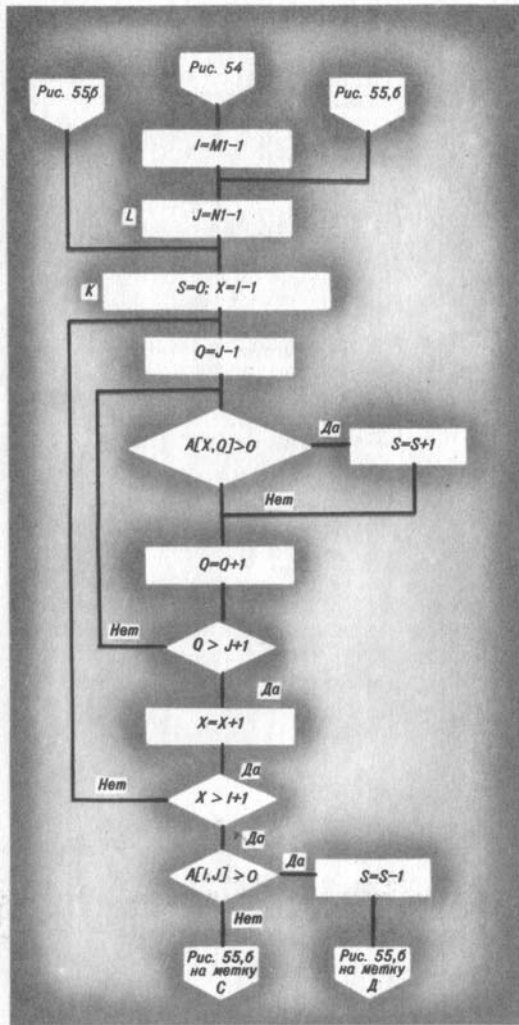 Рис. 55,б
Рис. 54
Рис. 55,б
I=M1-1
L
J=N1-1
K
S=0; X=I-1
Q=J-1
A[X,Q]>0
Да
S=S+1
Нет
Q=Q+1
Нет
Q > J+1
Да
X=X+1
Нет
Да
X > I+1
Да
A[I,J] > 0
Да
S=S-1
Нет
Рис. 55,б
на метку
С
Рис. 55,б
на метку
Д